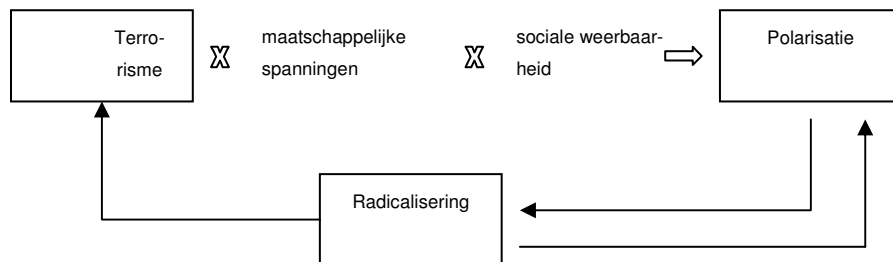 Terro-
risme
X
maatschappelijke
spanningen
X
sociale weerbaar-
heid
Polarisatie
Radicalisering